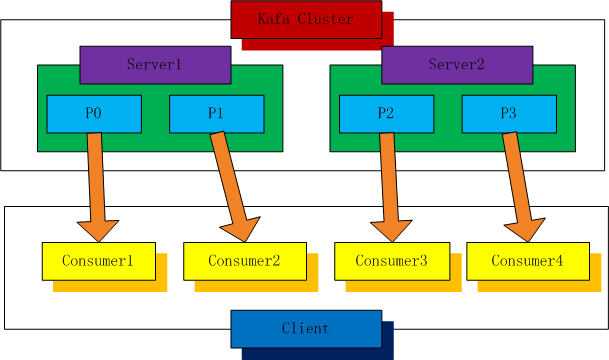 Kafa Cluster
Server1
Server2
P0
P1
P2
P3
Consumer1
Consumer2
Consumer3
Consumer4
Client